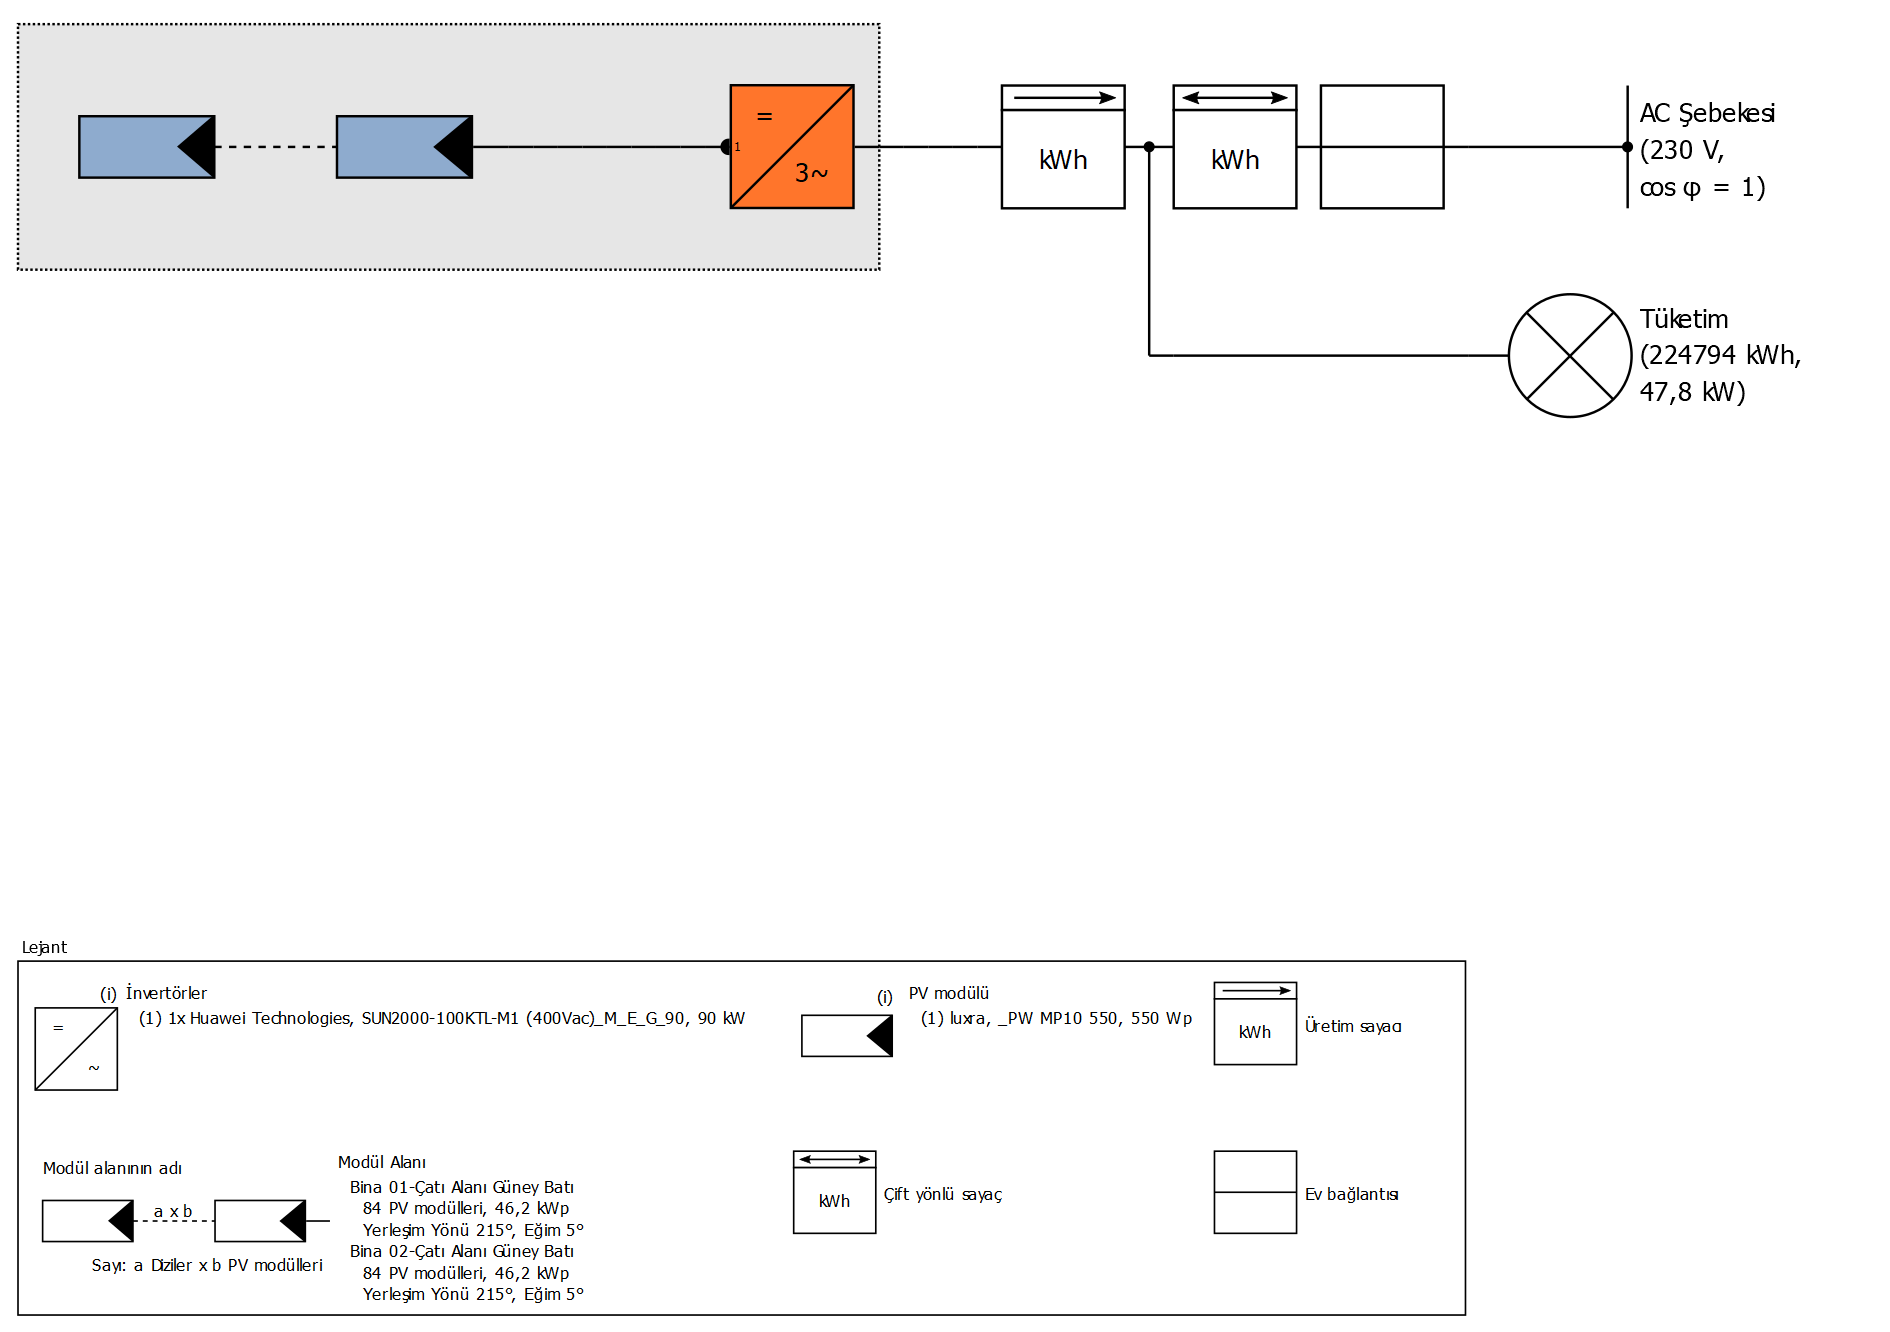 =
3~
1
kWh
kWh
AC Şebekesi
(230 V,
cos φ = 1)
Tüketim
(224794 kWh,
47,8 kW)
Lejant
(i) İnvertörler
(1) 1x Huawei Technologies, SUN2000-100KTL-M1 (400Vac)_M_E_G_90, 90 kW
=
~
(i) PV modülü
(1) luxra, _PW MP10 550, 550 Wp
kWh
Üretim sayacı
Modül alanının adı
a x b
Sayı: a Diziler x b PV modülleri
Modül Alanı
Bina 01-Çatı Alanı Güney Batı
84 PV modülleri, 46,2 kWp
Yerleşim Yönü 215°, Eğim 5°
Bina 02-Çatı Alanı Güney Batı
84 PV modülleri, 46,2 kWp
Yerleşim Yönü 215°, Eğim 5°
kWh
Çift yönlü sayaç
Ev bağlantısı